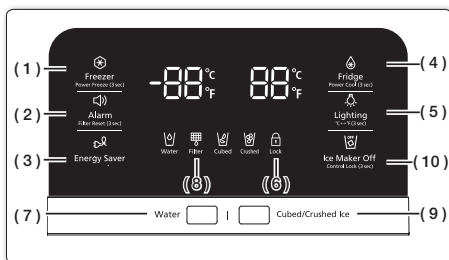 ( 1 )
Freezer
Power Freeze (3 sec)
( 2 )
Alarm
Filter Reset (3 sec)
( 3 )
Energy Saver
-88 °C °F
88 °C °F
Water Filter Cubed Crushed Lock
( 8 ) ( 6 )
( 4 )
Fridge
Power Cool (3 sec)
( 5 )
Lighting
°C↔°F (3 sec)
OFF
( 10 )
Ice Maker Off
Control Lock (3 sec)
( 7 ) Water | Cubed/Crushed Ice ( 9 )